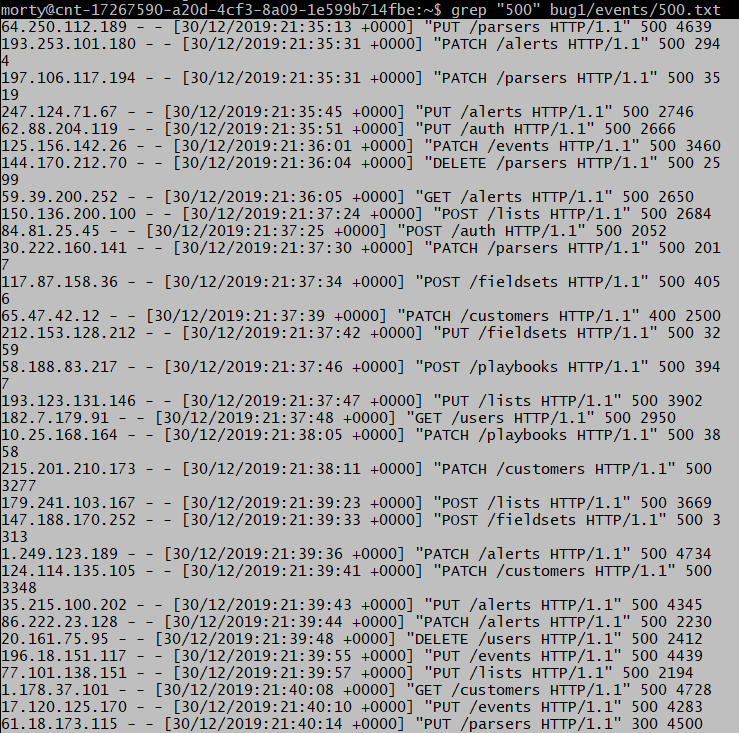 morty@cnt-17267590-a20d-4cf3-8a09-1e599b714fbe:~$ grep "500" bug1/events/500.txt
64.250.112.189 - - [30/12/2019:21:35:13 +0000] "PUT /parsers HTTP/1.1" 500 4639
193.253.101.180 - - [30/12/2019:21:35:31 +0000] "PATCH /alerts HTTP/1.1" 500 294
4
197.106.117.194 - - [30/12/2019:21:35:31 +0000] "PATCH /parsers HTTP/1.1" 500 35
19
247.124.71.67 - - [30/12/2019:21:35:45 +0000] "PUT /alerts HTTP/1.1" 500 2746
62.88.204.119 - - [30/12/2019:21:35:51 +0000] "PUT /auth HTTP/1.1" 500 2666
125.156.142.26 - - [30/12/2019:21:36:01 +0000] "PATCH /events HTTP/1.1" 500 3460
144.170.212.70 - - [30/12/2019:21:36:04 +0000] "DELETE /parsers HTTP/1.1" 500 25
99
59.39.200.252 - - [30/12/2019:21:36:05 +0000] "GET /alerts HTTP/1.1" 500 2650
150.136.200.100 - - [30/12/2019:21:37:24 +0000] "POST /lists HTTP/1.1" 500 2684
84.81.25.45 - - [30/12/2019:21:37:25 +0000] "POST /auth HTTP/1.1" 500 2052
30.222.160.141 - - [30/12/2019:21:37:30 +0000] "PATCH /parsers HTTP/1.1" 500 201
7
117.87.158.36 - - [30/12/2019:21:37:34 +0000] "POST /fieldsets HTTP/1.1" 500 405
6
65.47.42.12 - - [30/12/2019:21:37:39 +0000] "PATCH /customers HTTP/1.1" 400 2500
212.153.128.212 - - [30/12/2019:21:37:42 +0000] "PUT /fieldsets HTTP/1.1" 500 32
59
58.188.83.217 - - [30/12/2019:21:37:46 +0000] "POST /playbooks HTTP/1.1" 500 394
7
193.123.131.146 - - [30/12/2019:21:37:47 +0000] "PUT /lists HTTP/1.1" 500 3902
182.7.179.91 - - [30/12/2019:21:37:48 +0000] "GET /users HTTP/1.1" 500 2950
10.25.168.164 - - [30/12/2019:21:38:05 +0000] "PATCH /playbooks HTTP/1.1" 500 38
58
215.201.210.173 - - [30/12/2019:21:38:11 +0000] "PATCH /customers HTTP/1.1" 500
3277
179.241.103.167 - - [30/12/2019:21:39:23 +0000] "POST /lists HTTP/1.1" 500 3669
147.188.170.252 - - [30/12/2019:21:39:33 +0000] "POST /fieldsets HTTP/1.1" 500 3
313
1.249.123.189 - - [30/12/2019:21:39:36 +0000] "PATCH /alerts HTTP/1.1" 500 4734
124.114.135.105 - - [30/12/2019:21:39:41 +0000] "PATCH /customers HTTP/1.1" 500
3348
35.215.100.202 - - [30/12/2019:21:39:43 +0000] "PUT /alerts HTTP/1.1" 500 4345
86.222.23.128 - - [30/12/2019:21:39:44 +0000] "PATCH /alerts HTTP/1.1" 500 2230
20.161.75.95 - - [30/12/2019:21:39:48 +0000] "DELETE /users HTTP/1.1" 500 2412
196.18.151.117 - - [30/12/2019:21:39:55 +0000] "PUT /events HTTP/1.1" 500 4439
77.101.138.151 - - [30/12/2019:21:39:57 +0000] "PUT /lists HTTP/1.1" 500 2194
1.178.37.101 - - [30/12/2019:21:40:08 +0000] "GET /customers HTTP/1.1" 500 4728
17.120.125.170 - - [30/12/2019:21:40:10 +0000] "PUT /events HTTP/1.1" 500 4283
61.18.173.115 - - [30/12/2019:21:40:14 +0000] "PUT /parsers HTTP/1.1" 300 4500